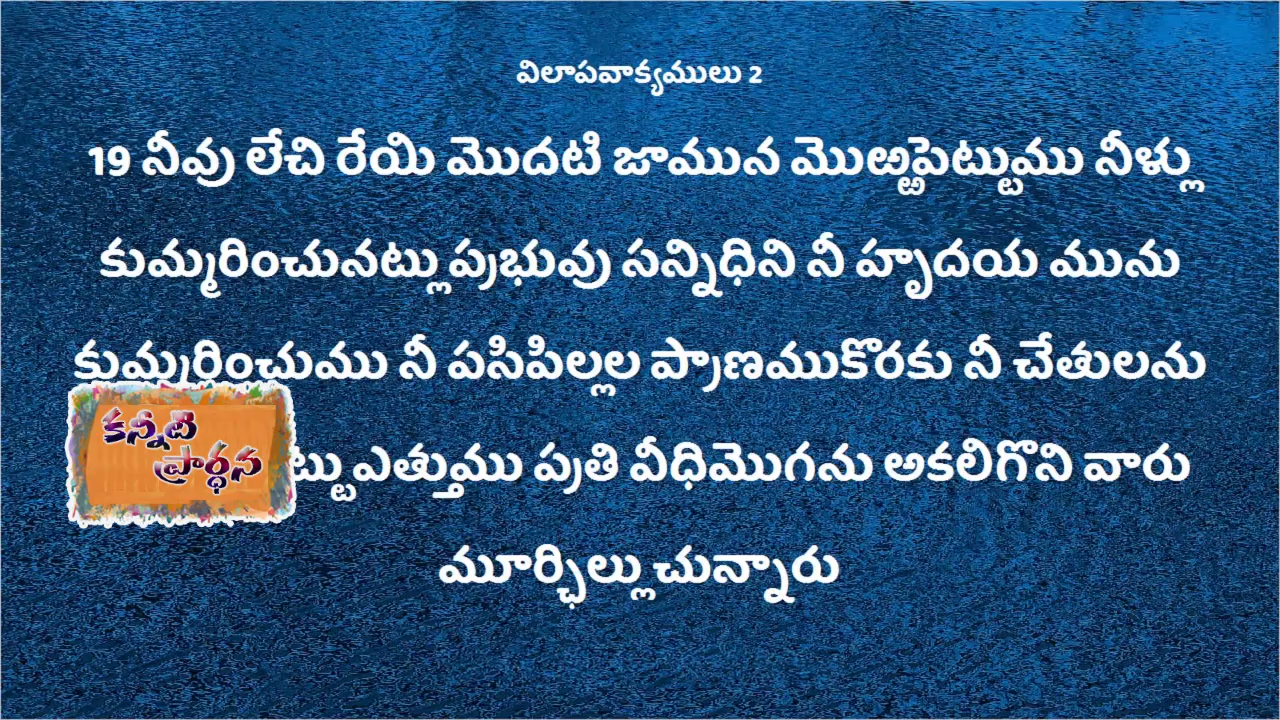 విలాపవాక్యములు 2
19 నీవు లేచి రేయి మొదటి జామున మొఱ్ఱపెట్టుము నీళ్లు
కుమ్మరించునట్లు ప్రభువు సన్నిధిని నీ హృదయ మును
కుమ్మరించుము నీ పసిపిల్లల ప్రాణముకొరకు నీ చేతులను
ఎత్తుము ప్రతి వీధిమొగను అకలిగొని వారు
మూర్ఛిల్లు చున్నారు
కన్నీటి
ప్రార్ధన